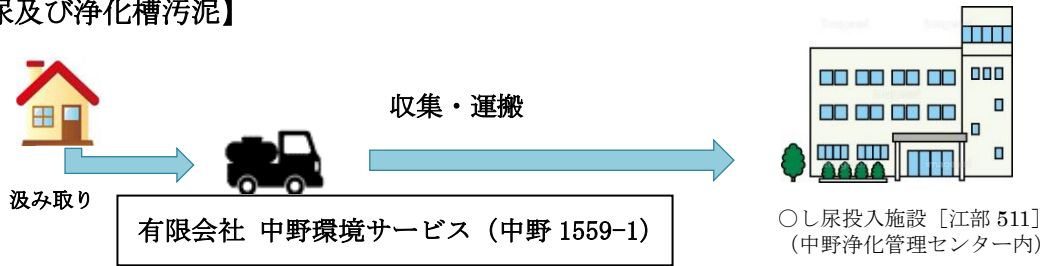 尿及び浄化槽汚泥】
収集・運搬
汲み取り
有限会社 中野環境サービス（中野 1559-1）
○し尿投入施設［江部 511］
（中野浄化管理センター内）